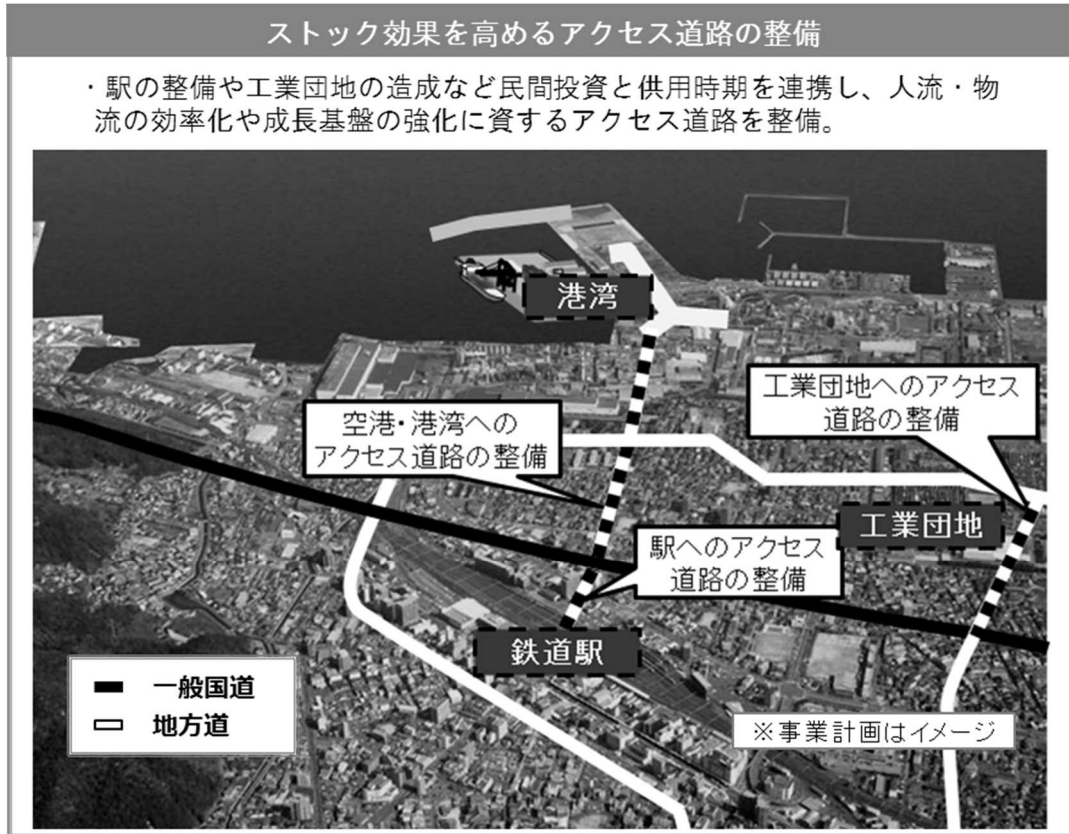 ストック効果を高めるアクセス道路の整備
・駅の整備や工業団地の造成など民間投資と供用時期を連携し、人流・物
流の効率化や成長基盤の強化に資するアクセス道路を整備。
港湾
工業団地へのアクセス
道路の整備
空港・港湾への
アクセス道路の整備
工業団地
駅へのアクセス
道路の整備
鉄道駅
一般国道
地方道
※事業計画はイメージ